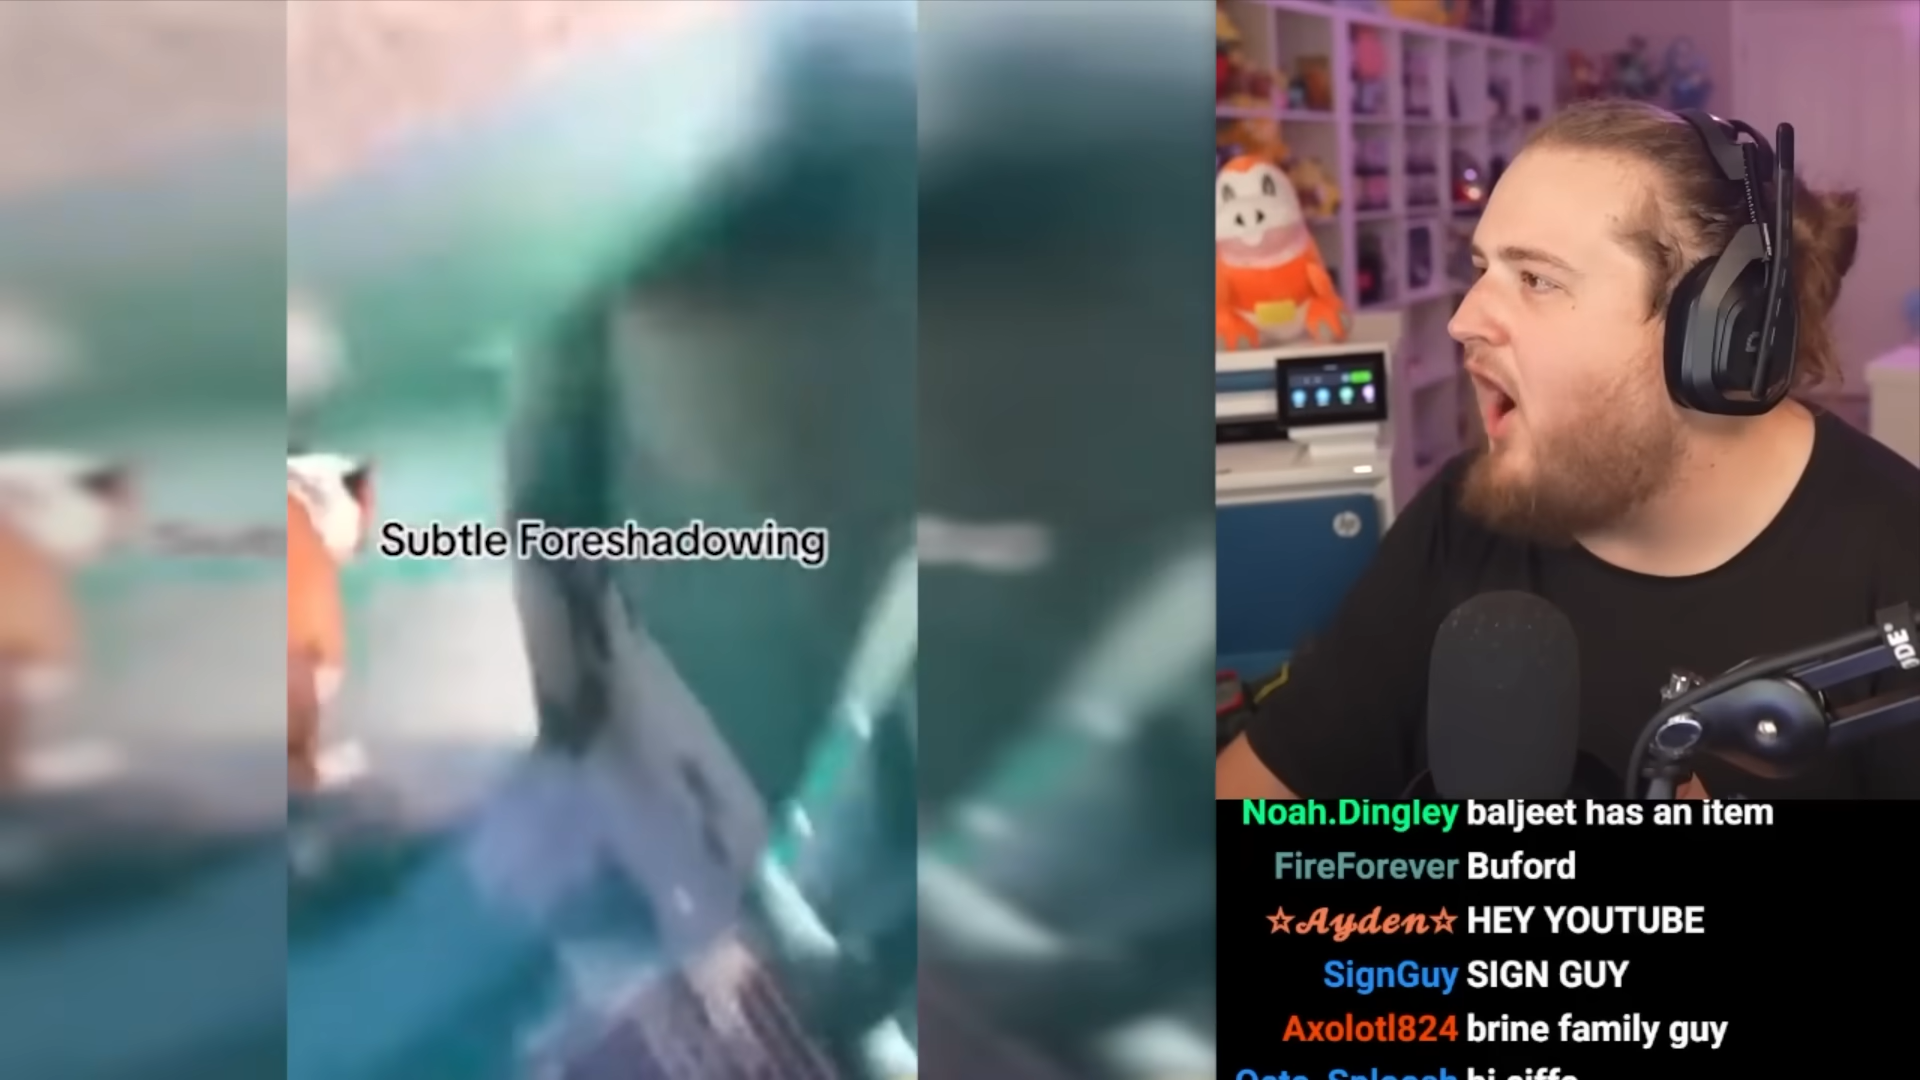 Subtle Foreshadowing
hp
Noah.Dingley baljeet has an item
FireForever Buford
☆Ayden☆ HEY YOUTUBE
SignGuy SIGN GUY
Axolotl824 brine family guy